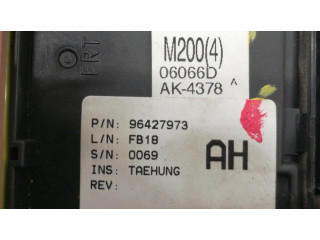 FRT
M200(4)
06066D
AK-4378 ^
P/N: 96427973
L/N: FB18
S/N: 0069
INS: TAEHUNG
REV:
AH